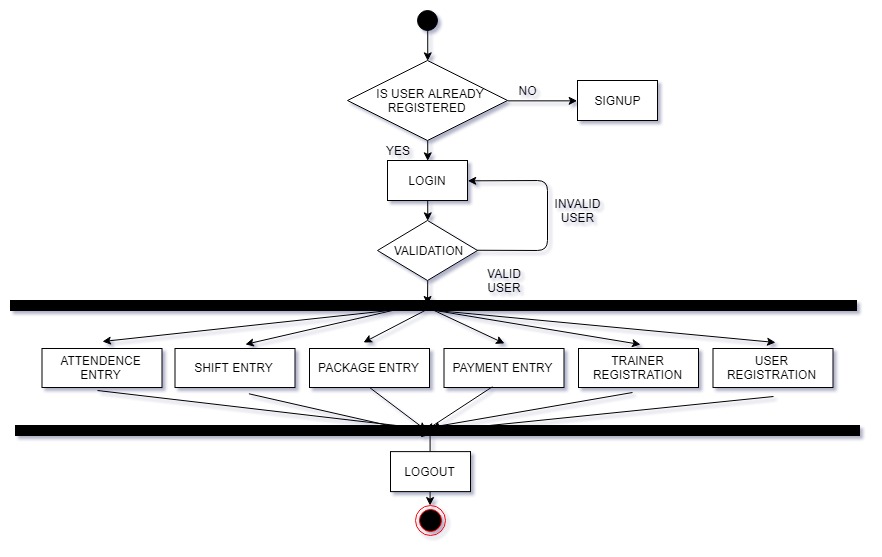 IS USER ALREADY
REGISTERED
NO
SIGNUP
YES
LOGIN
INVALID
USER
VALIDATION
VALID
USER
ATTENDENCE
ENTRY
SHIFT ENTRY
PACKAGE ENTRY
PAYMENT ENTRY
TRAINER
REGISTRATION
USER
REGISTRATION
LOGOUT